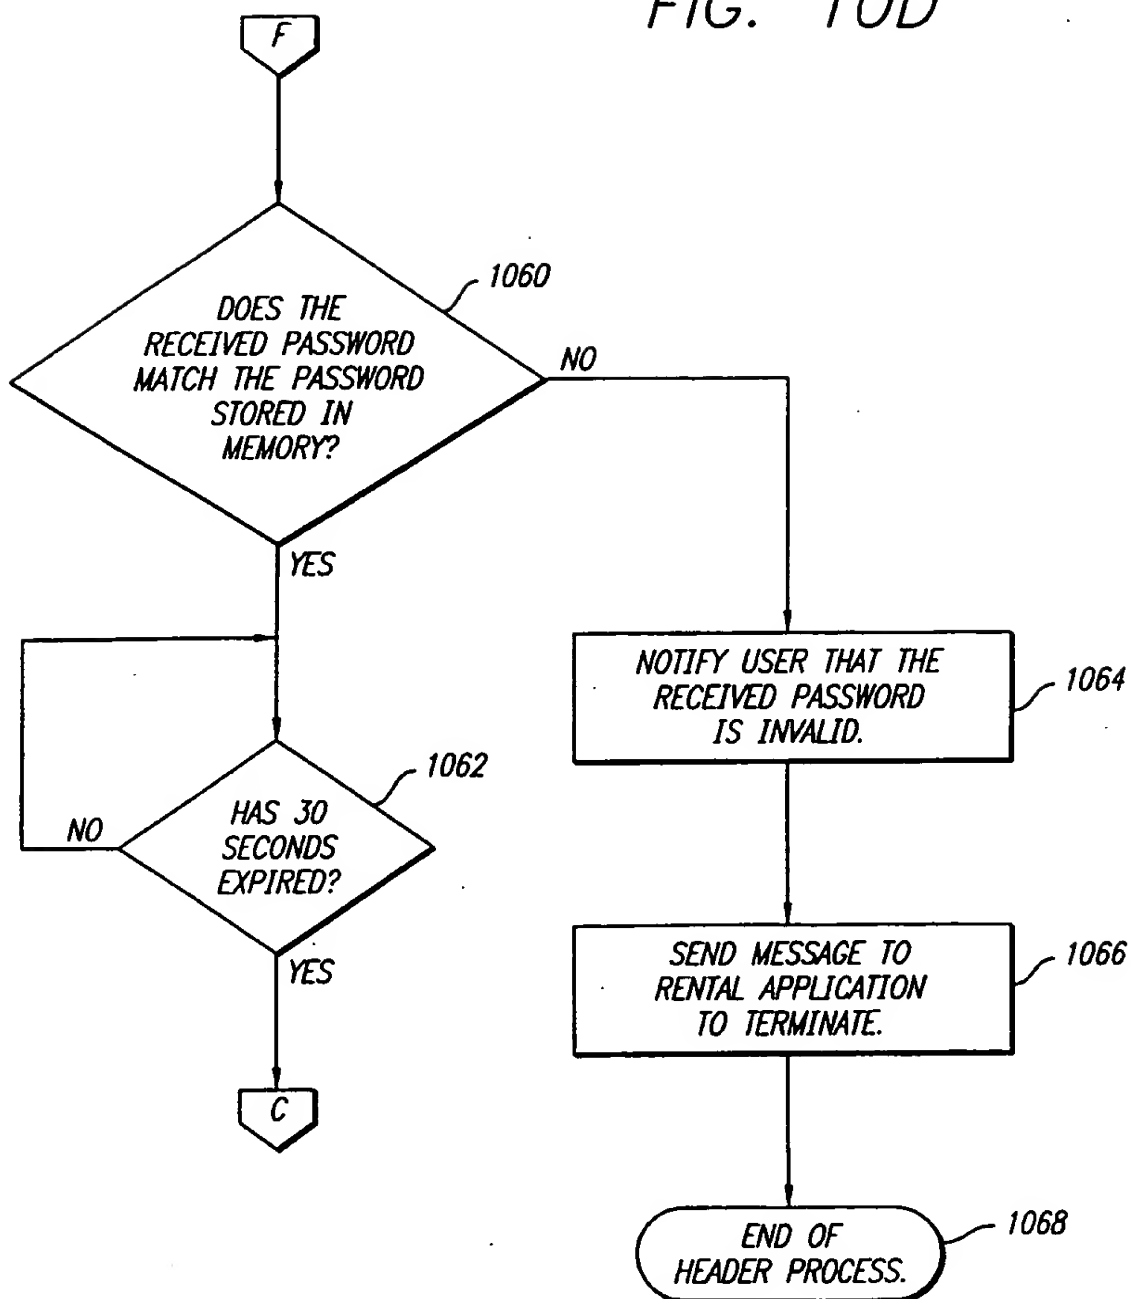 FIG. 10D
F
1060
DOES THE
RECEIVED PASSWORD
MATCH THE PASSWORD
STORED IN
MEMORY?
NO
YES
NOTIFY USER THAT THE
RECEIVED PASSWORD
IS INVALID.
1064
1062
HAS 30
SECONDS
EXPIRED?
NO
YES
SEND MESSAGE TO
RENTAL APPLICATION
TO TERMINATE.
1066
C
END OF
HEADER PROCESS.
1068